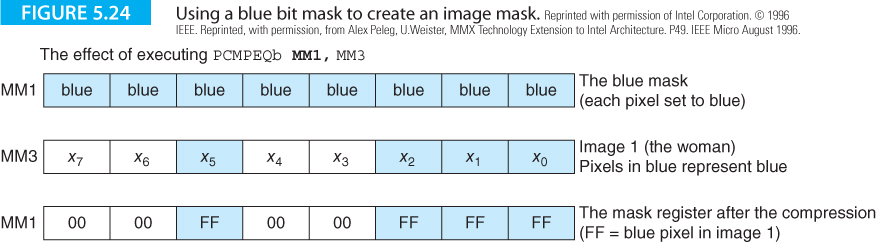 FIGURE 5.24 Using a blue bit mask to create an image mask. Reprinted with permission of Intel Corporation. © 1996
IEEE. Reprinted, with permission, from Alex Peleg, U.Weister, MMX Technology Extension to Intel Architecture. P49. IEEE Micro August 1996.
The effect of executing PCMPEQb MM1, MM3
MM1 blue blue blue blue blue blue blue blue The blue mask
(each pixel set to blue)
MM3 x7 x6 x5 x4 x3 x2 x1 x0 Image 1 (the woman)
Pixels in blue represent blue
MM1 00 00 FF 00 00 FF FF FF The mask register after the compression
(FF = blue pixel in image 1)